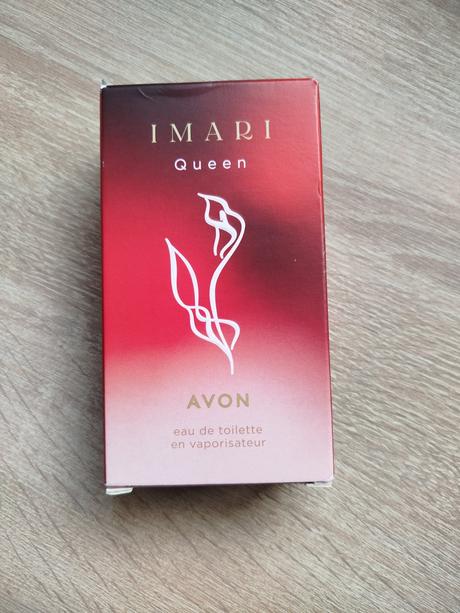 IMARI
Queen
AVON
eau de toilette
en vaporisateur